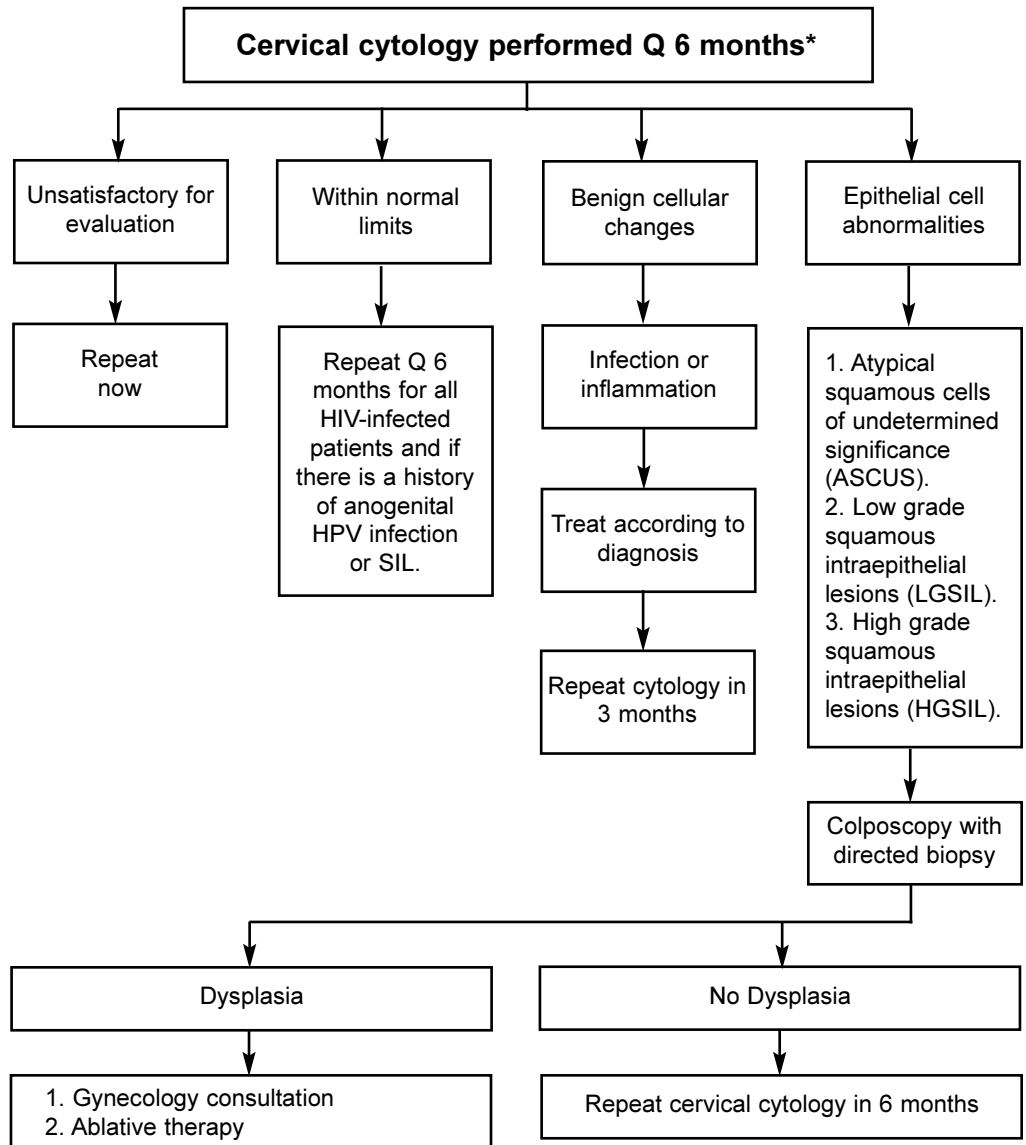 Cervical cytology performed Q 6 months*
Unsatisfactory for
evaluation
Within normal
limits
Benign cellular
changes
Epithelial cell
abnormalities
Repeat
now
Repeat Q 6
months for all
HIV-infected
patients and if
there is a history
of anogenital
HPV infection
or SIL.
Infection or
inflammation
Treat according to
diagnosis
Repeat cytology in
3 months
1. Atypical
squamous cells
of undetermined
significance
(ASCUS).
2. Low grade
squamous
intraepithelial
lesions (LGSIL).
3. High grade
squamous
intraepithelial
lesions (HGSIL).
Colposcopy with
directed biopsy
Dysplasia
No Dysplasia
1. Gynecology consultation
2. Ablative therapy
Repeat cervical cytology in 6 months